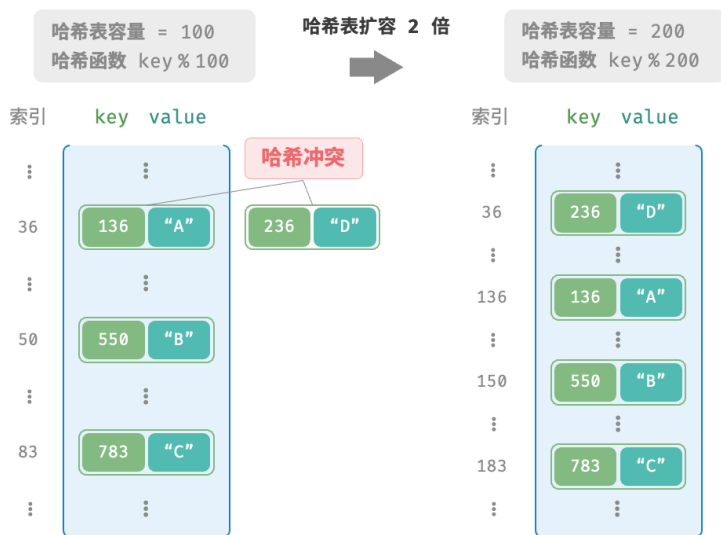 哈希表容量 = 100
哈希函数 key % 100
哈希表扩容 2 倍
哈希表容量 = 200
哈希函数 key % 200
索引 key value
哈希冲突
36 136 “A” 236 “D”
50 550 “B”
83 783 “C”
索引 key value
36 236 “D”
136 136 “A”
150 550 “B”
183 783 “C”